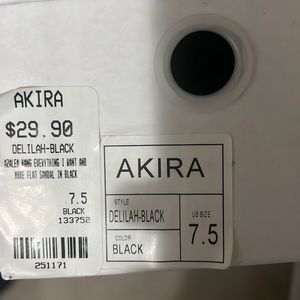 AKIRA
$29.90
DELILAH-BLACK
AZALEA WANG EVERYTHING I WANT AND
MORE FLAT SANDAL IN BLACK
7.5
BLACK
133752
251171
AKIRA
STYLE
DELILAH-BLACK
COLOR
BLACK
US SIZE
7.5